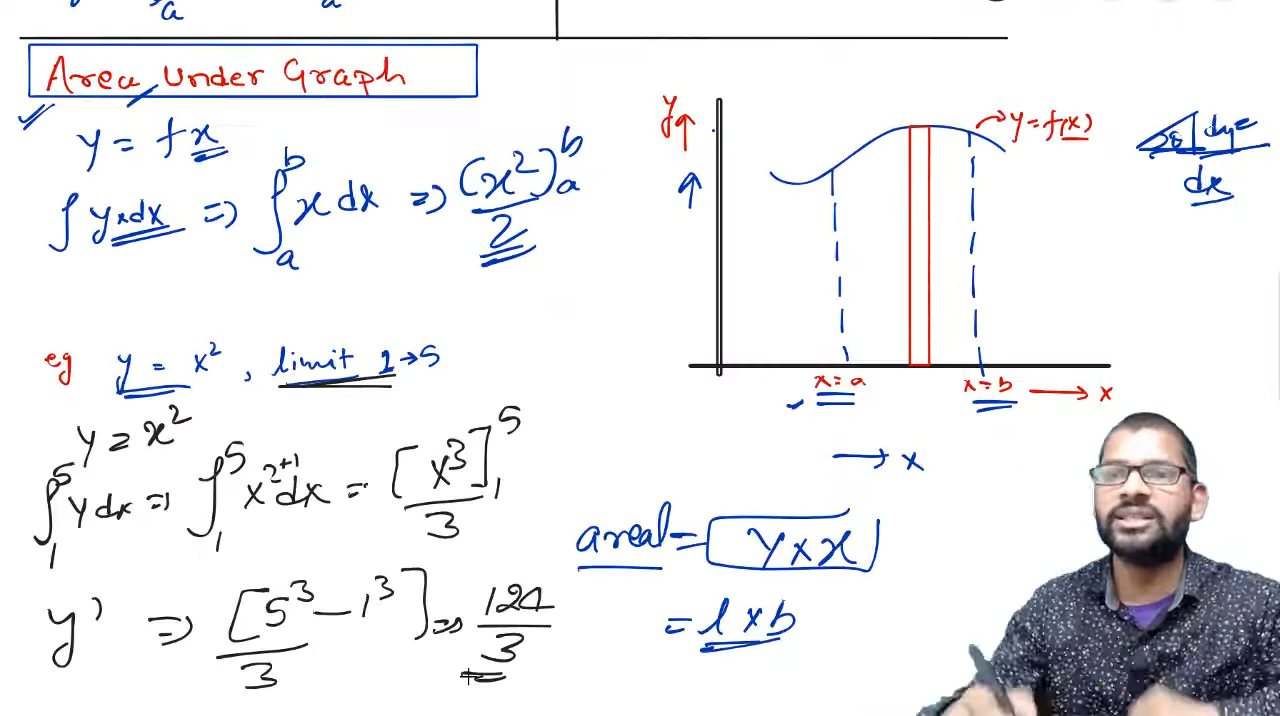 a a
Area Under Graph
y = f x
∫ y×dx ⇒ ∫ₐᵇ x dx ⇒ (x²)ₐᵇ / 2
eg y = x² , limit 1→5
y = x²
∫₁⁵ y dx ⇒ ∫₁⁵ x²⁺¹ dx = [x³]₁⁵ / 3
y' ⇒ [5³ − 1³] / 3 ⇒ 124 / 3
y
y = f(x)
x = a
x = b
x
x
dy =
dx
area = y × x
= l × b